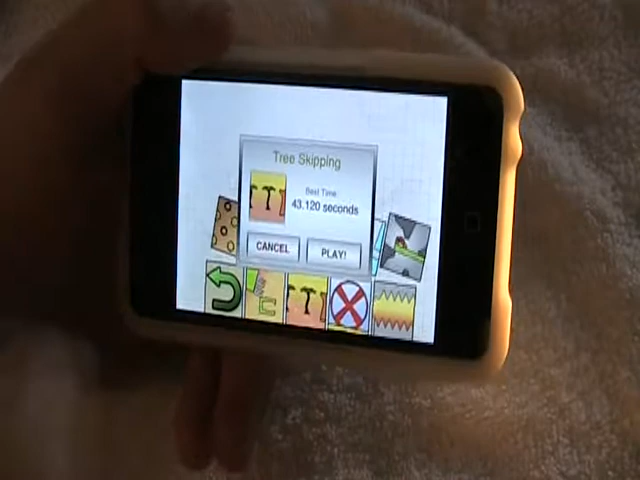 Tree Skipping
Best Time:
43.120 seconds
CANCEL
PLAY!